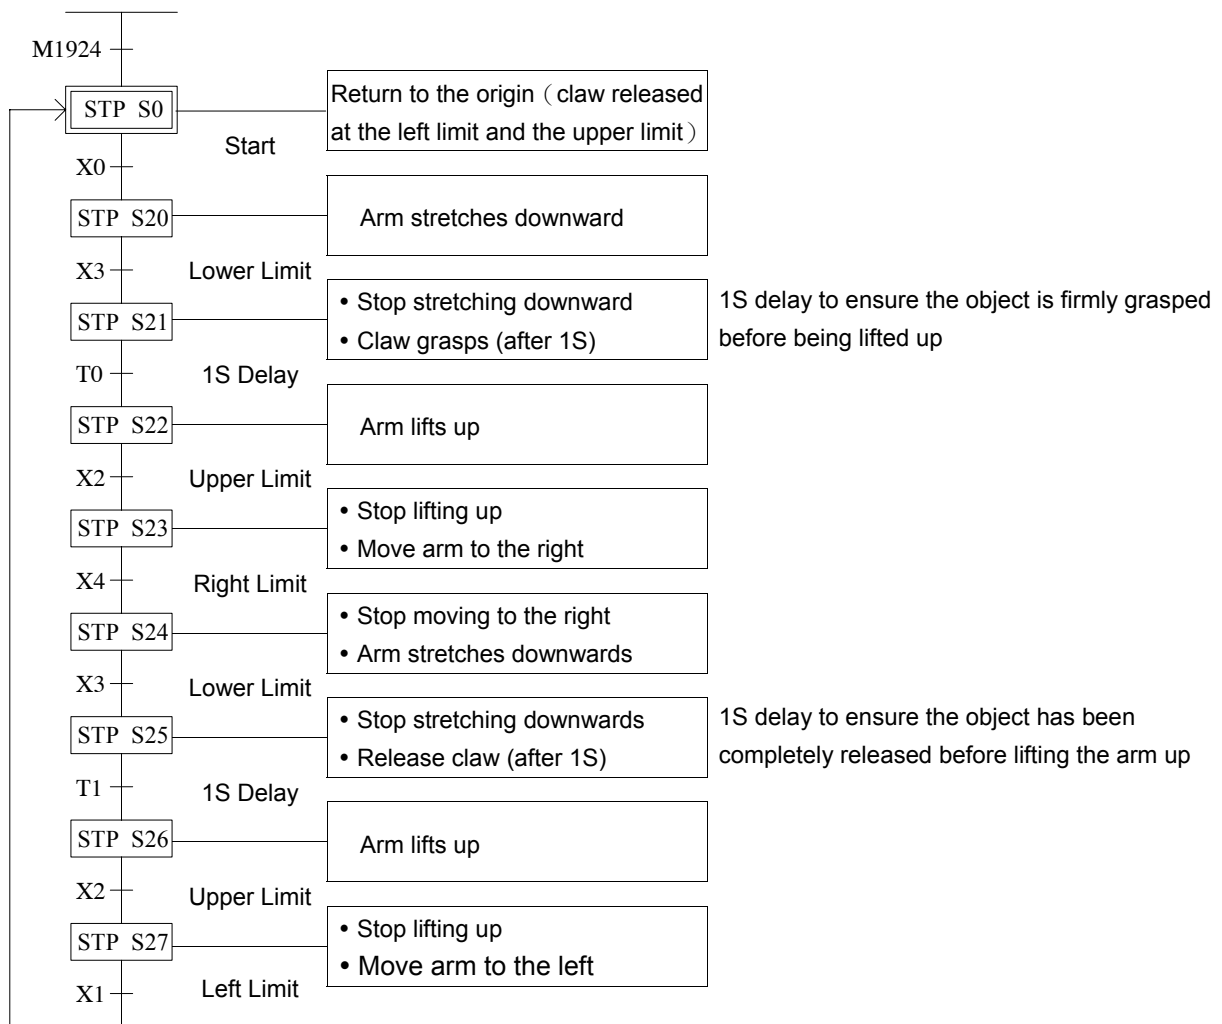 M1924
STP S0
Return to the origin（claw released
at the left limit and the upper limit）
Start
X0
STP S20
Arm stretches downward
X3
Lower Limit
STP S21
• Stop stretching downward
• Claw grasps (after 1S)
1S delay to ensure the object is firmly grasped
before being lifted up
T0
1S Delay
STP S22
Arm lifts up
X2
Upper Limit
STP S23
• Stop lifting up
• Move arm to the right
X4
Right Limit
STP S24
• Stop moving to the right
• Arm stretches downwards
X3
Lower Limit
STP S25
• Stop stretching downwards
• Release claw (after 1S)
1S delay to ensure the object has been
completely released before lifting the arm up
T1
1S Delay
STP S26
Arm lifts up
X2
Upper Limit
STP S27
• Stop lifting up
• Move arm to the left
X1
Left Limit